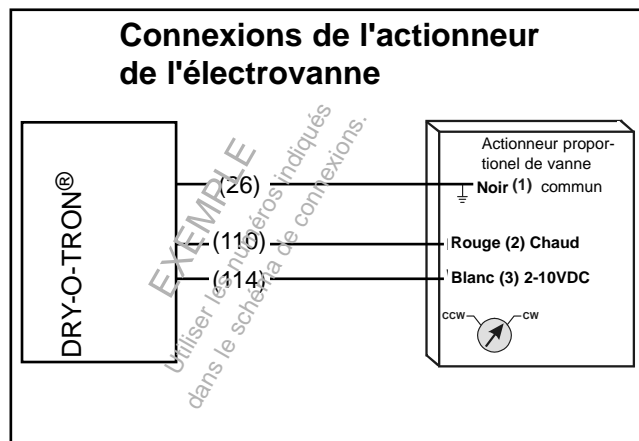 Connexions de l'actionneur
de l'électrovanne
DRY-O-TRON®
(26)
(110)
(114)
EXEMPLE
Utiliser les numéros indiqués
dans le schéma de connexions.
Actionneur propor-
tionel de vanne
Noir (1) commun
Rouge (2) Chaud
Blanc (3) 2-10VDC
CCW CW